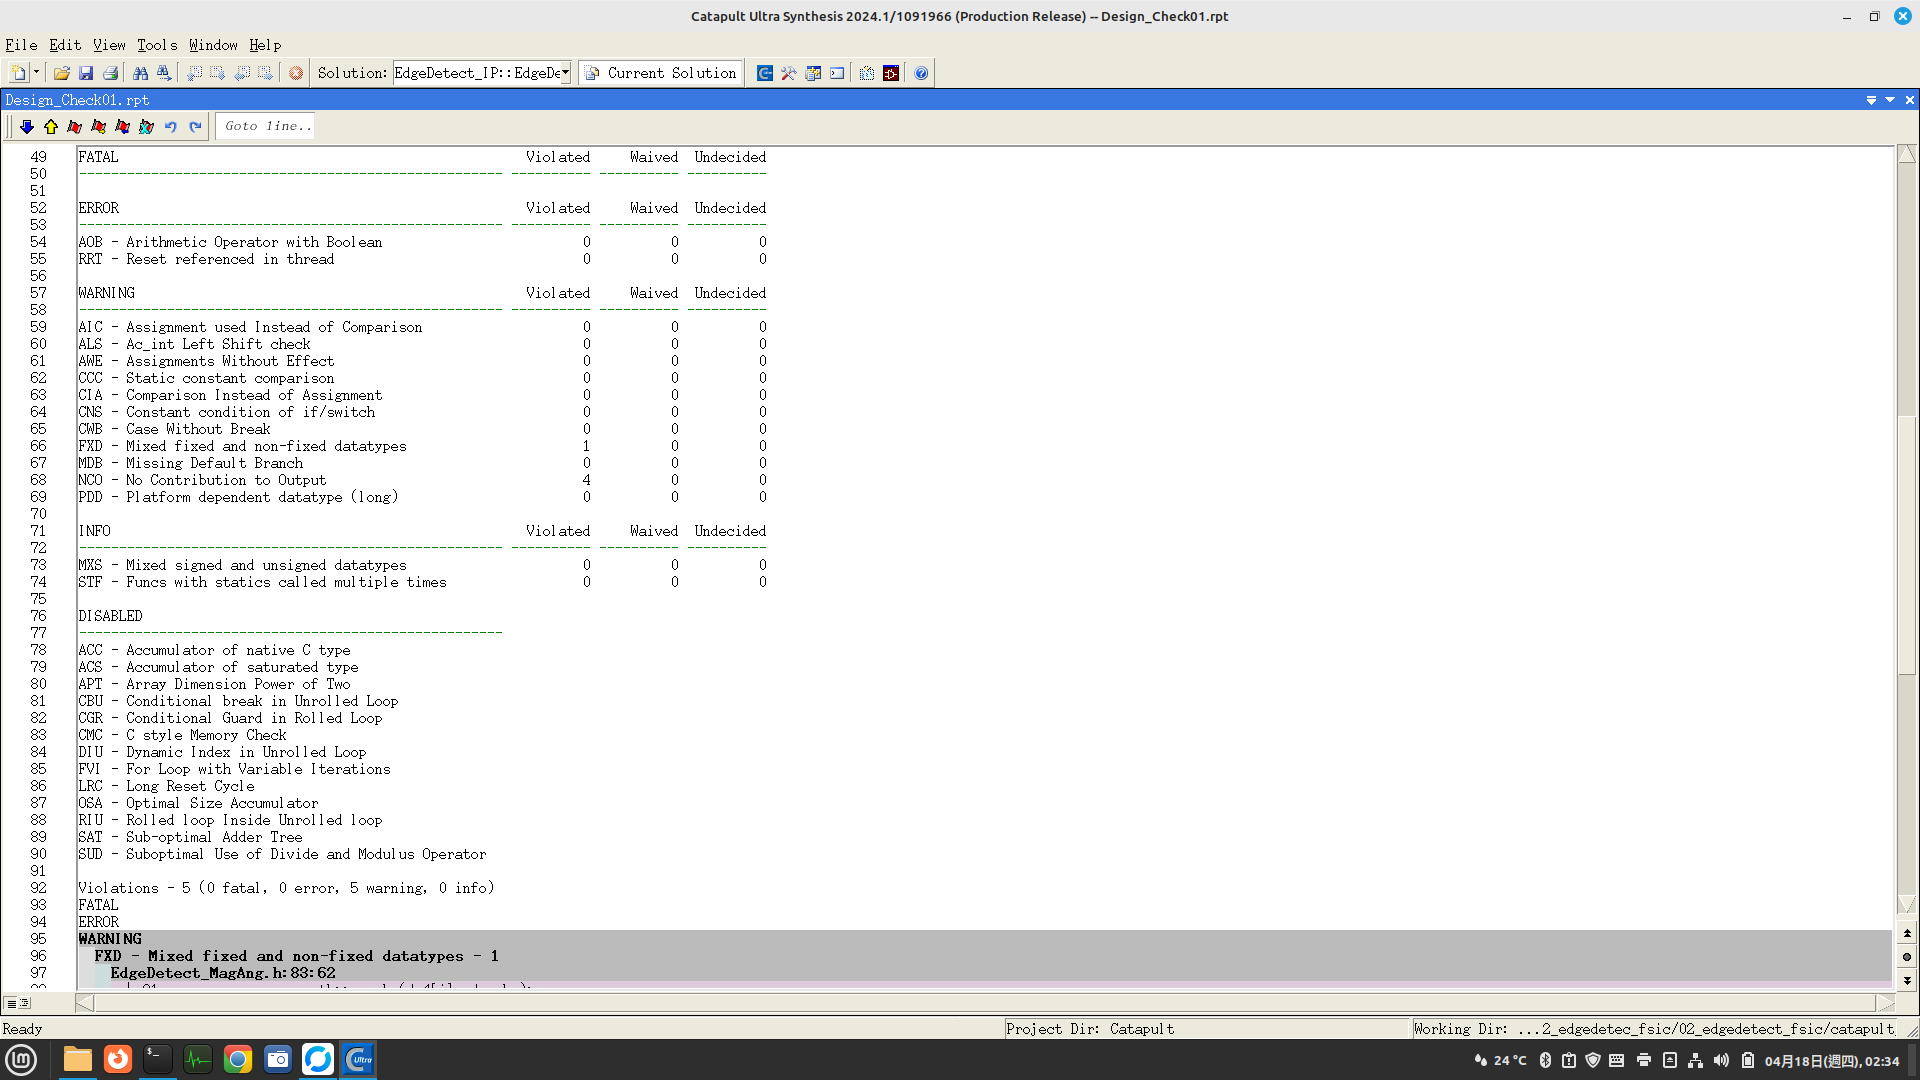 Catapult Ultra Synthesis 2024.1/1091966 (Production Release) -- Design_Check01.rpt
File Edit View Tools Window Help
Solution: EdgeDetect_IP::EdgeDe Current Solution
Design_Check01.rpt
Goto line..
49 FATAL Violated Waived Undecided
50 ----------------------------------------------------- ---------- ---------- ----------
51
52 ERROR Violated Waived Undecided
53 ----------------------------------------------------- ---------- ---------- ----------
54 AOB - Arithmetic Operator with Boolean 0 0 0
55 RRT - Reset referenced in thread 0 0 0
56
57 WARNING Violated Waived Undecided
58 ----------------------------------------------------- ---------- ---------- ----------
59 AIC - Assignment used Instead of Comparison 0 0 0
60 ALS - Ac_int Left Shift check 0 0 0
61 AWE - Assignments Without Effect 0 0 0
62 CCC - Static constant comparison 0 0 0
63 CIA - Comparison Instead of Assignment 0 0 0
64 CNS - Constant condition of if/switch 0 0 0
65 CWB - Case Without Break 0 0 0
66 FXD - Mixed fixed and non-fixed datatypes 1 0 0
67 MDB - Missing Default Branch 0 0 0
68 NCO - No Contribution to Output 4 0 0
69 PDD - Platform dependent datatype (long) 0 0 0
70
71 INFO Violated Waived Undecided
72 ----------------------------------------------------- ---------- ---------- ----------
73 MXS - Mixed signed and unsigned datatypes 0 0 0
74 STF - Funcs with statics called multiple times 0 0 0
75
76 DISABLED
77 -----------------------------------------------------
78 ACC - Accumulator of native C type
79 ACS - Accumulator of saturated type
80 APT - Array Dimension Power of Two
81 CBU - Conditional break in Unrolled Loop
82 CGR - Conditional Guard in Rolled Loop
83 CMC - C style Memory Check
84 DIU - Dynamic Index in Unrolled Loop
85 FVI - For Loop with Variable Iterations
86 LRC - Long Reset Cycle
87 OSA - Optimal Size Accumulator
88 RIU - Rolled loop Inside Unrolled loop
89 SAT - Sub-optimal Adder Tree
90 SUD - Suboptimal Use of Divide and Modulus Operator
91
92 Violations - 5 (0 fatal, 0 error, 5 warning, 0 info)
93 FATAL
94 ERROR
95 WARNING
96 FXD - Mixed fixed and non-fixed datatypes - 1
97 EdgeDetect_MagAng.h:83:62
Ready Project Dir: Catapult Working Dir: ...2_edgedetec_fsic/02_edgedetect_fsic/catapult
Ultra
24 °C 04月18日(週四), 02:34